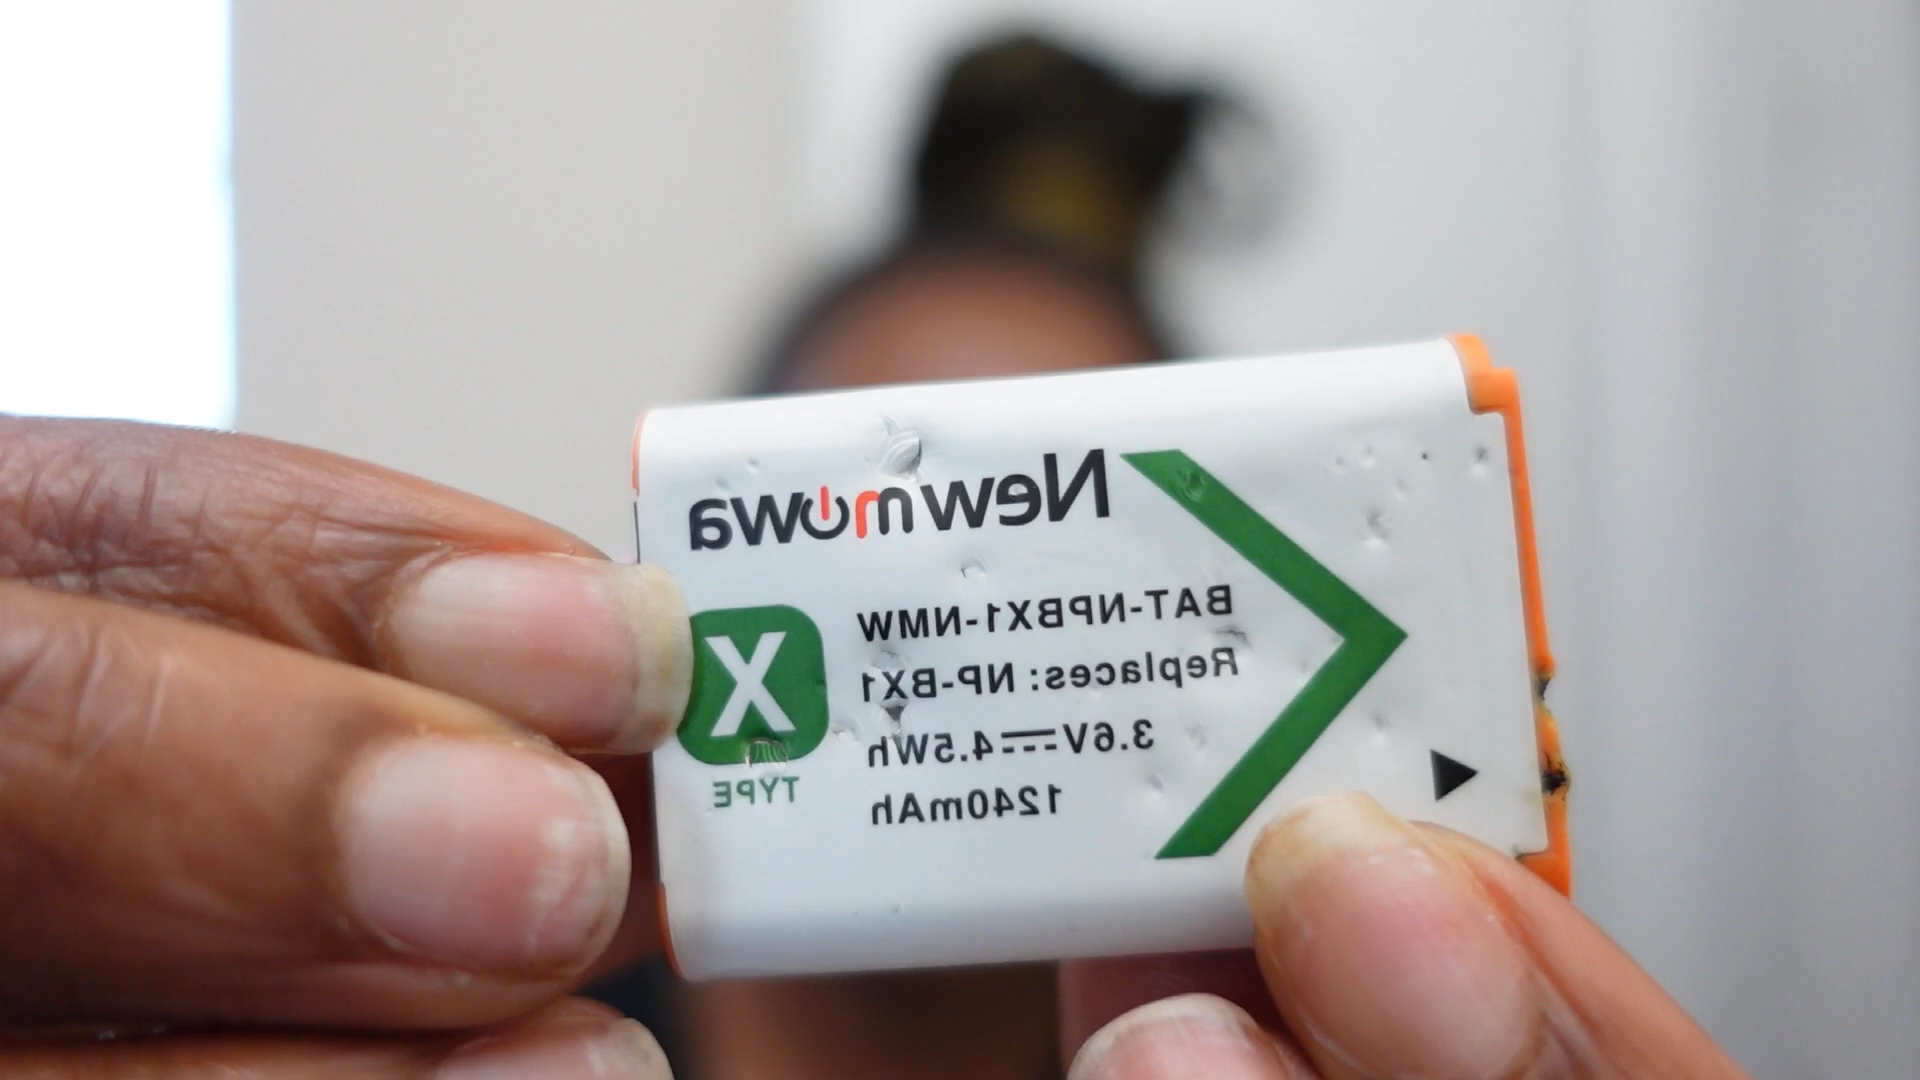 Newmowa
BAT-NPBX1-NMW
Replaces: NP-BX1
3.6V⎓4.5Wh
1240mAh
X
TYPE